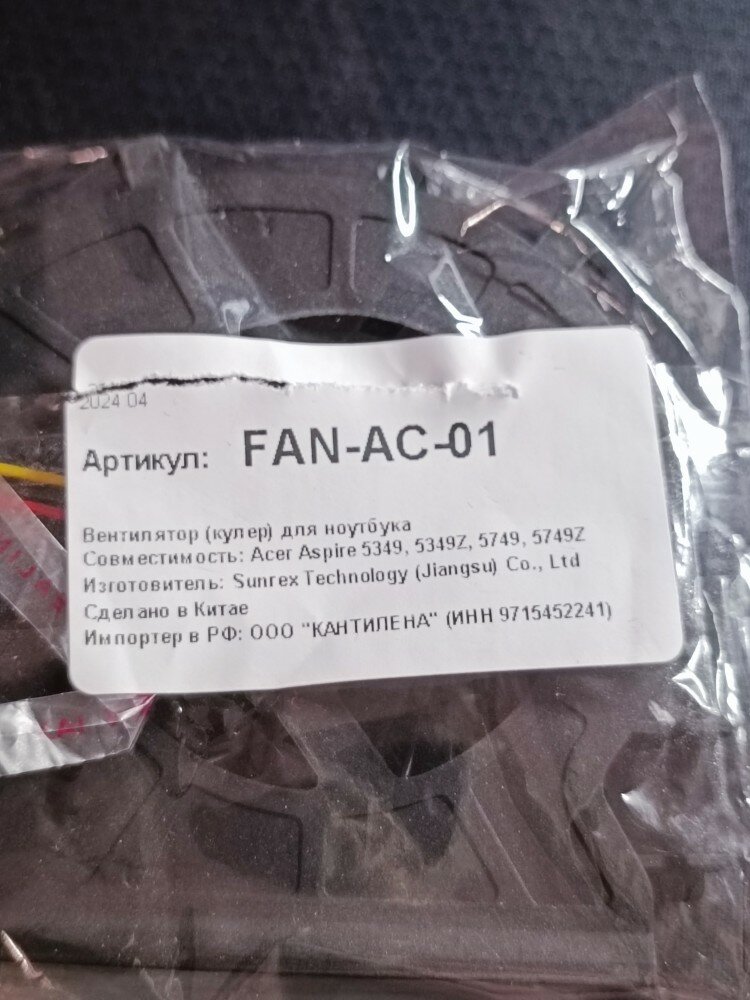 2024 04
Артикул: FAN-AC-01
Вентилятор (кулер) для ноутбука
Совместимость: Acer Aspire 5349, 5349Z, 5749, 5749Z
Изготовитель: Sunrex Technology (Jiangsu) Co., Ltd
Сделано в Китае
Импортер в РФ: ООО "КАНТИЛЕНА" (ИНН 9715452241)